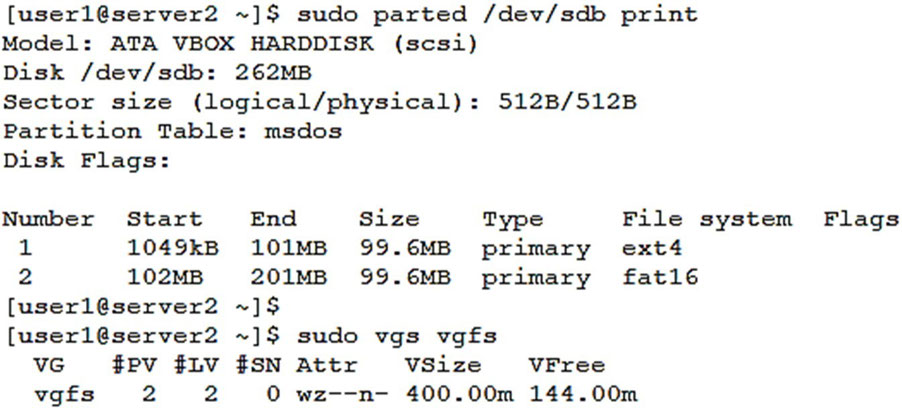 [user1@server2 ~]$ sudo parted /dev/sdb print
Model: ATA VBOX HARDDISK (scsi)
Disk /dev/sdb: 262MB
Sector size (logical/physical): 512B/512B
Partition Table: msdos
Disk Flags:
Number  Start   End    Size    Type     File system  Flags
 1      1049kB  101MB  99.6MB  primary  ext4
 2      102MB   201MB  99.6MB  primary  fat16
[user1@server2 ~]$
[user1@server2 ~]$ sudo vgs vgfs
  VG   #PV #LV #SN Attr   VSize   VFree
  vgfs   2   2   0 wz--n- 400.00m 144.00m